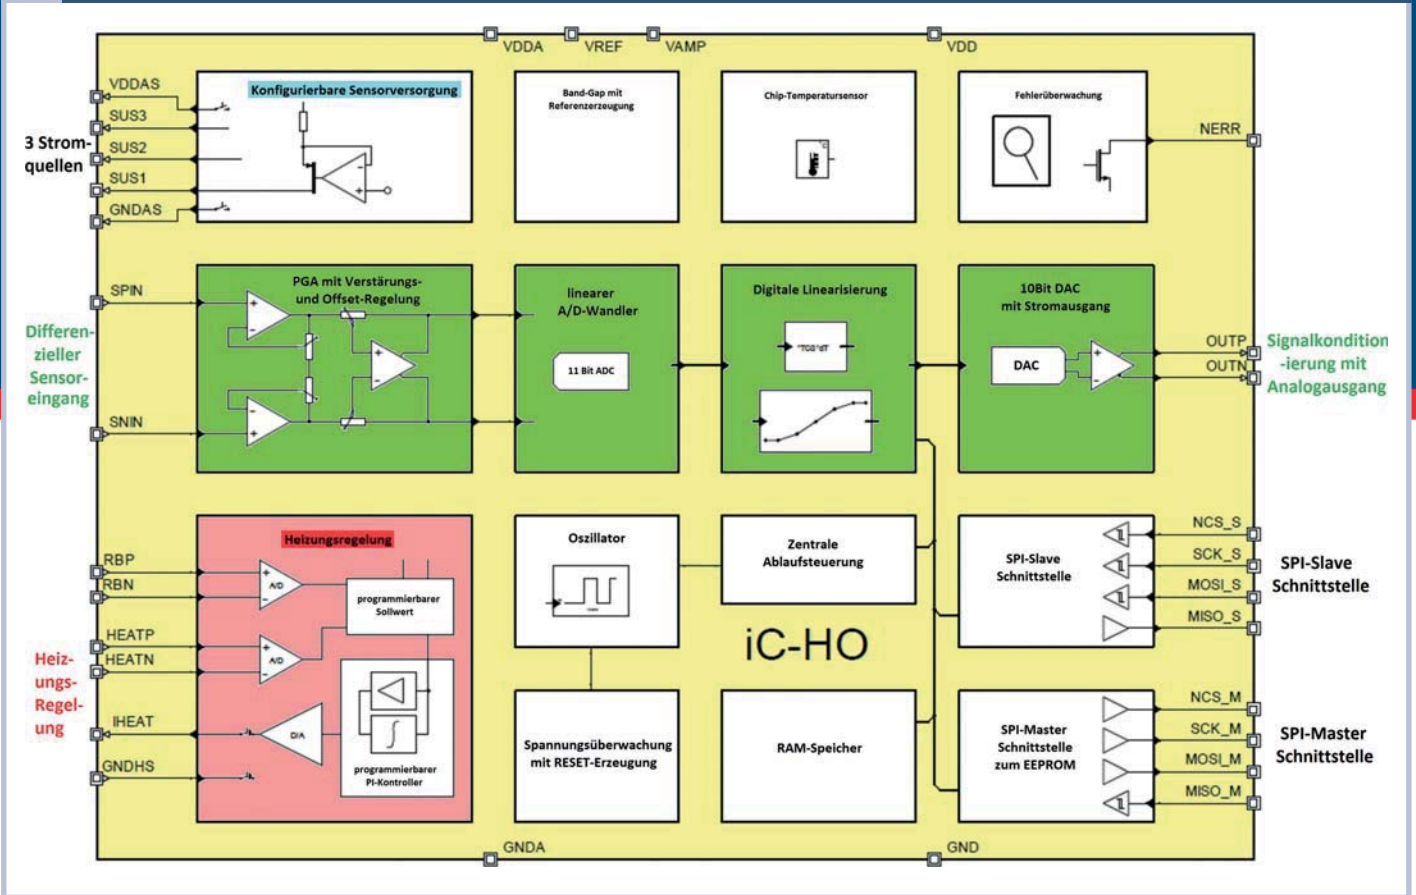 VDDA
VREF
VAMP
VDD
VDDAS
SUS3
3 Strom-
quellen
SUS2
SUS1
GNDAS
Konfigurierbare Sensorversorgung
Band-Gap mit
Referenzerzeugung
Chip-Temperatursensor
°C
Fehlerüberwachung
NERR
SPIN
Differen-
zieller
Sensor-
eingang
SNIN
PGA mit Verstärungs-
und Offset-Regelung
linearer
A/D-Wandler
11 Bit ADC
Digitale Linearisierung
10Bit DAC
mit Stromausgang
DAC
OUTP
OUTN
Signalkondition
-ierung mit
Analogausgang
RBP
RBN
HEATP
HEATN
Heiz-
ungs-
Regel-
ung
IHEAT
GNDHS
Heizungsregelung
A/D
programmierbarer
Sollwert
A/D
D/A
programmierbarer
PI-Kontroller
Oszillator
Zentrale
Ablaufsteuerung
iC-HO
Spannungsüberwachung
mit RESET-Erzeugung
RAM-Speicher
SPI-Slave
Schnittstelle
NCS_S
SCK_S
MOSI_S
MISO_S
SPI-Slave
Schnittstelle
SPI-Master
Schnittstelle
zum EEPROM
NCS_M
SCK_M
MOSI_M
MISO_M
SPI-Master
Schnittstelle
GNDA
GND